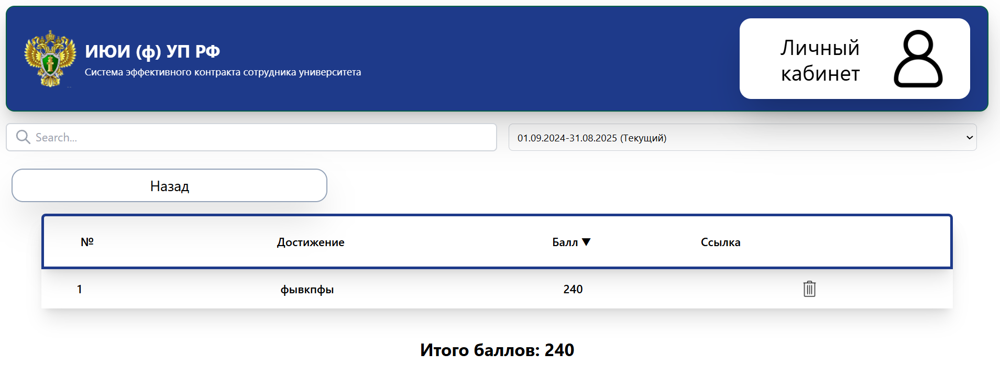 ИЮИ (ф) УП РФ
Система эффективного контракта сотрудника университета
Личный
кабинет
Search...
01.09.2024-31.08.2025 (Текущий)
Назад
№ Достижение Балл ▼ Ссылка
1 фывкпфы 240
Итого баллов: 240